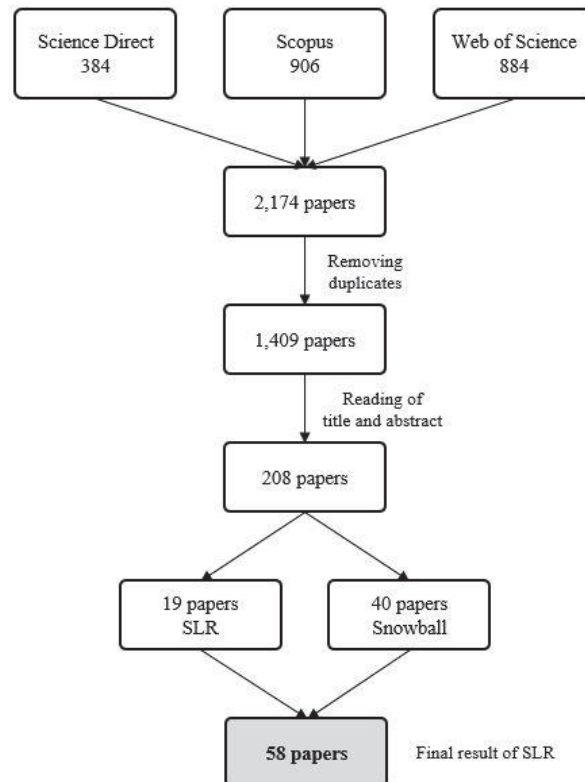 Science Direct
384
Scopus
906
Web of Science
884
2,174 papers
Removing
duplicates
1,409 papers
Reading of
title and abstract
208 papers
19 papers
SLR
40 papers
Snowball
58 papers
Final result of SLR